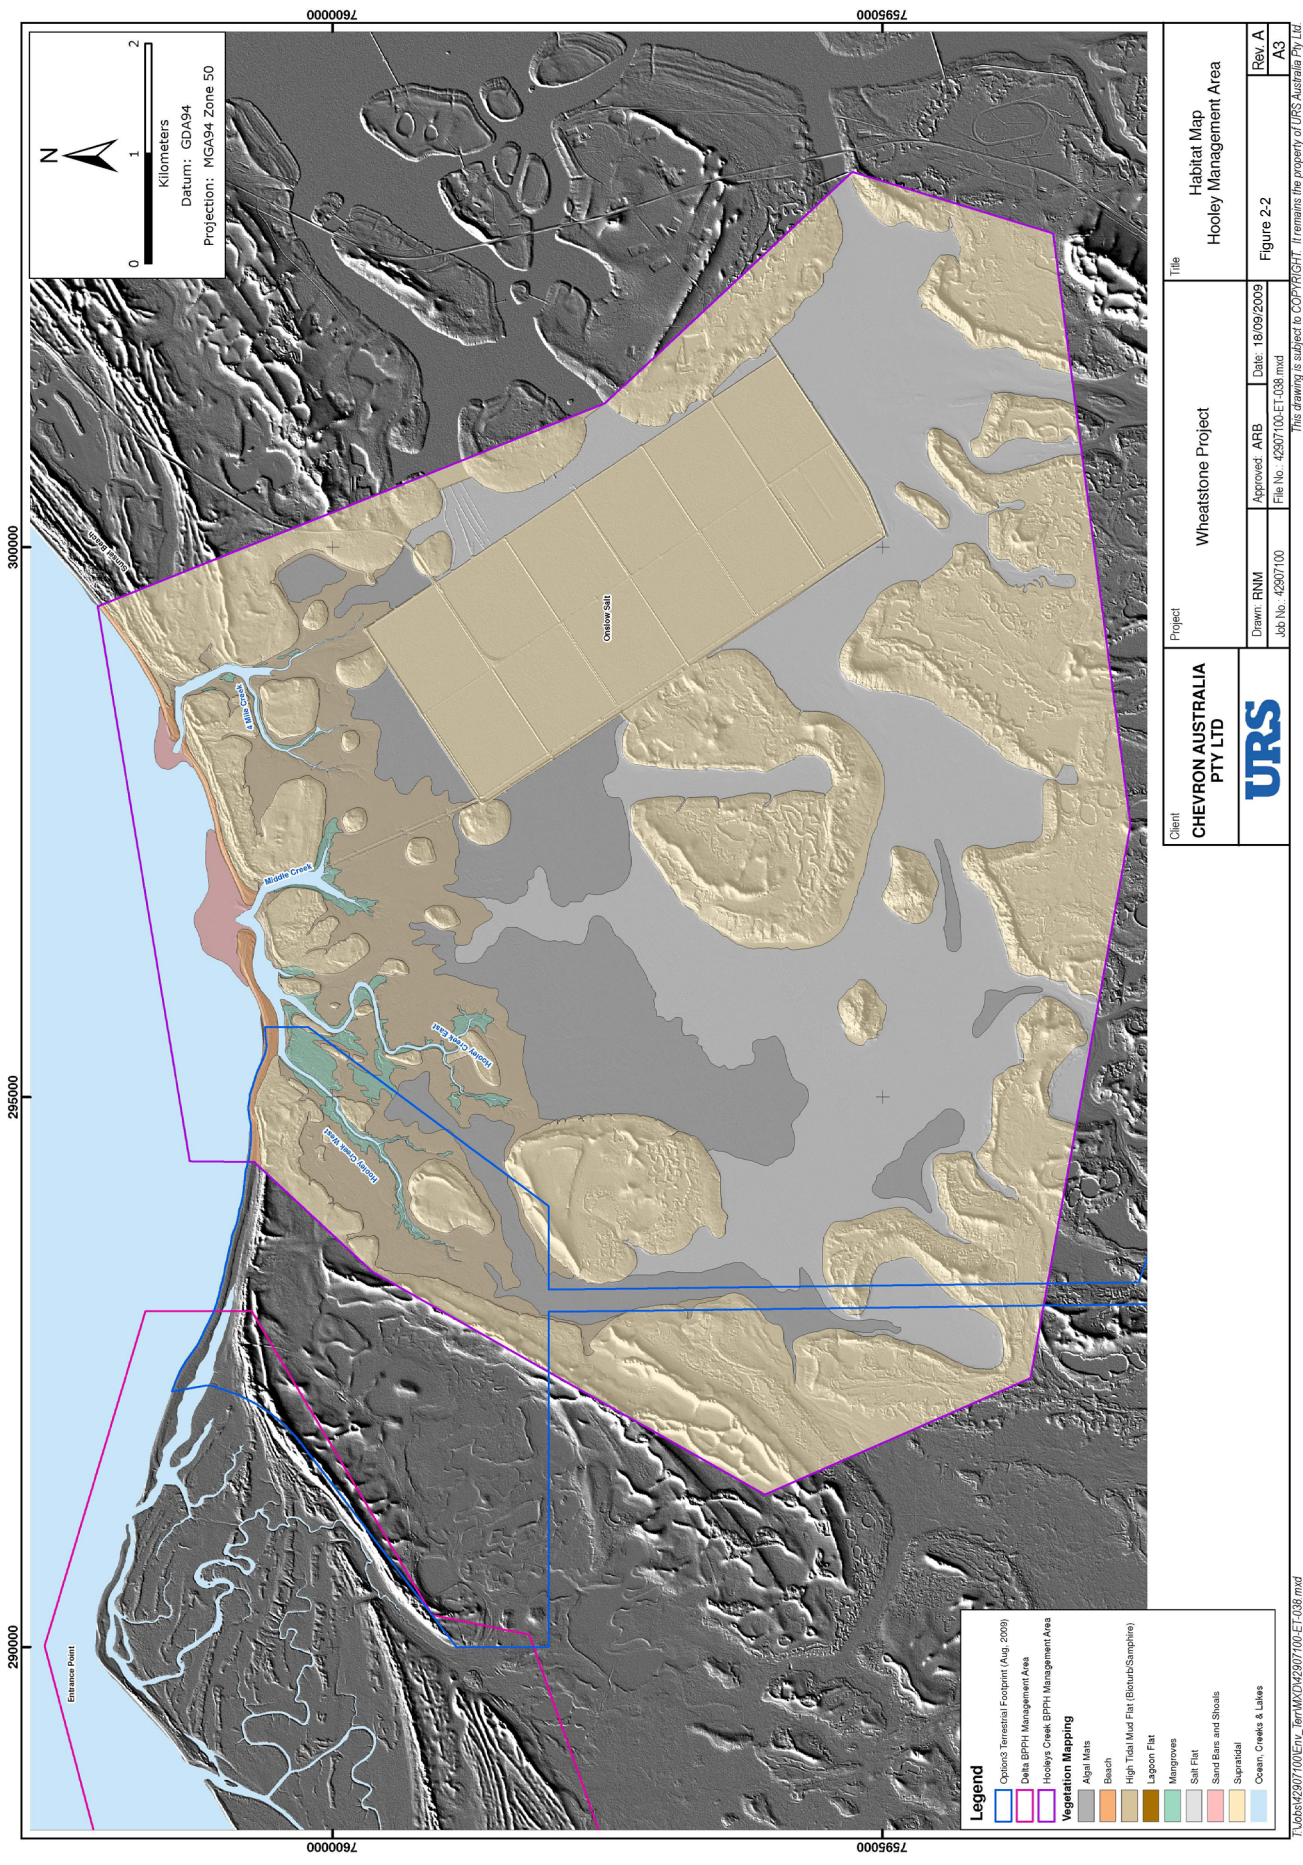 300000
295000
290000
7600000
7595000
7600000
7595000
N
0 1 2
Kilometers
Datum: GDA94
Projection: MGA94 Zone 50
Sunset Beach
4 Mile Creek
Middle Creek
Hooley Creek East
Hooley Creek West
Onslow Salt
Entrance Point
Legend
Option3 Terrestrial Footprint (Aug, 2009)
Delta BPPH Management Area
Hooleys Creek BPPH Management Area
Vegetation Mapping
Algal Mats
Beach
High Tidal Mud Flat (Bioturb/Samphire)
Lagoon Flat
Mangroves
Salt Flat
Sand Bars and Shoals
Supratidal
Ocean, Creeks & Lakes
Client
CHEVRON AUSTRALIA
PTY LTD
URS
Project
Wheatstone Project
Drawn: RNM
Approved: ARB
Date: 18/09/2009
Job No.: 42907100
File No.: 42907100-ET-038.mxd
Title
Habitat Map
Hooley Management Area
Figure 2-2
Rev. A
A3
This drawing is subject to COPYRIGHT. It remains the property of URS Australia Pty Ltd.
T:\Jobs\42907100\Env_Terr\MXD\42907100-ET-038.mxd